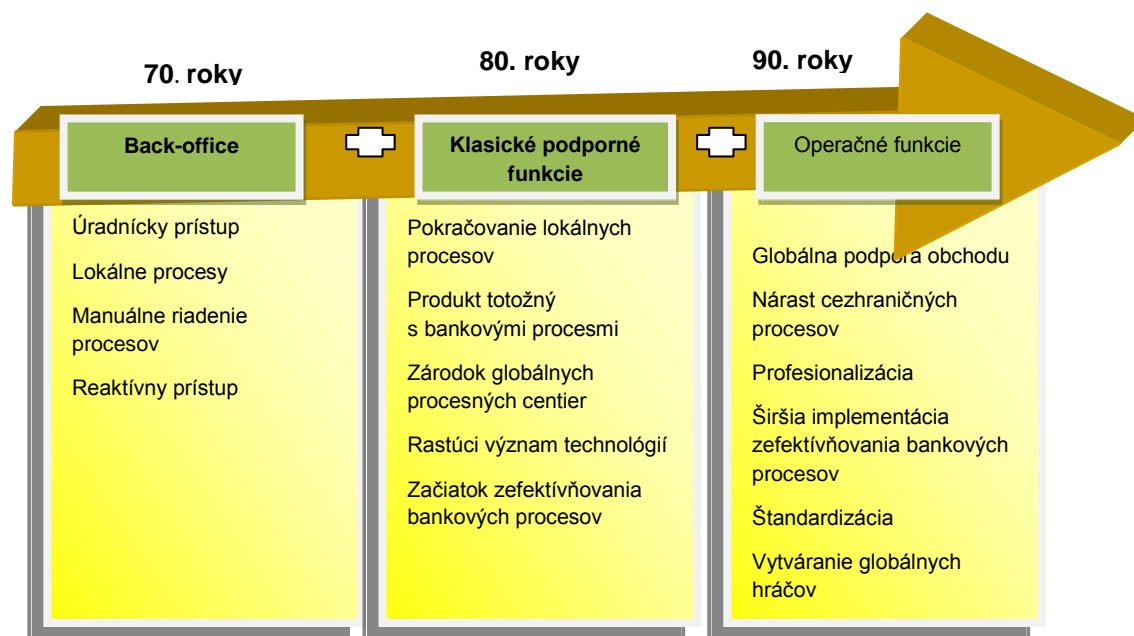 70. roky
80. roky
90. roky
Back-office
Klasické podporné
funkcie
Operačné funkcie
Úradnícky prístup
Lokálne procesy
Manuálne riadenie
procesov
Reaktívny prístup
Pokračovanie lokálnych
procesov
Produkt totožný
s bankovými procesmi
Zárodok globálnych
procesných centier
Rastúci význam technológií
Začiatok zefektívňovania
bankových procesov
Globálna podpora obchodu
Nárast cezhraničných
procesov
Profesionalizácia
Širšia implementácia
zefektívňovania bankových
procesov
Štandardizácia
Vytváranie globálnych
hráčov